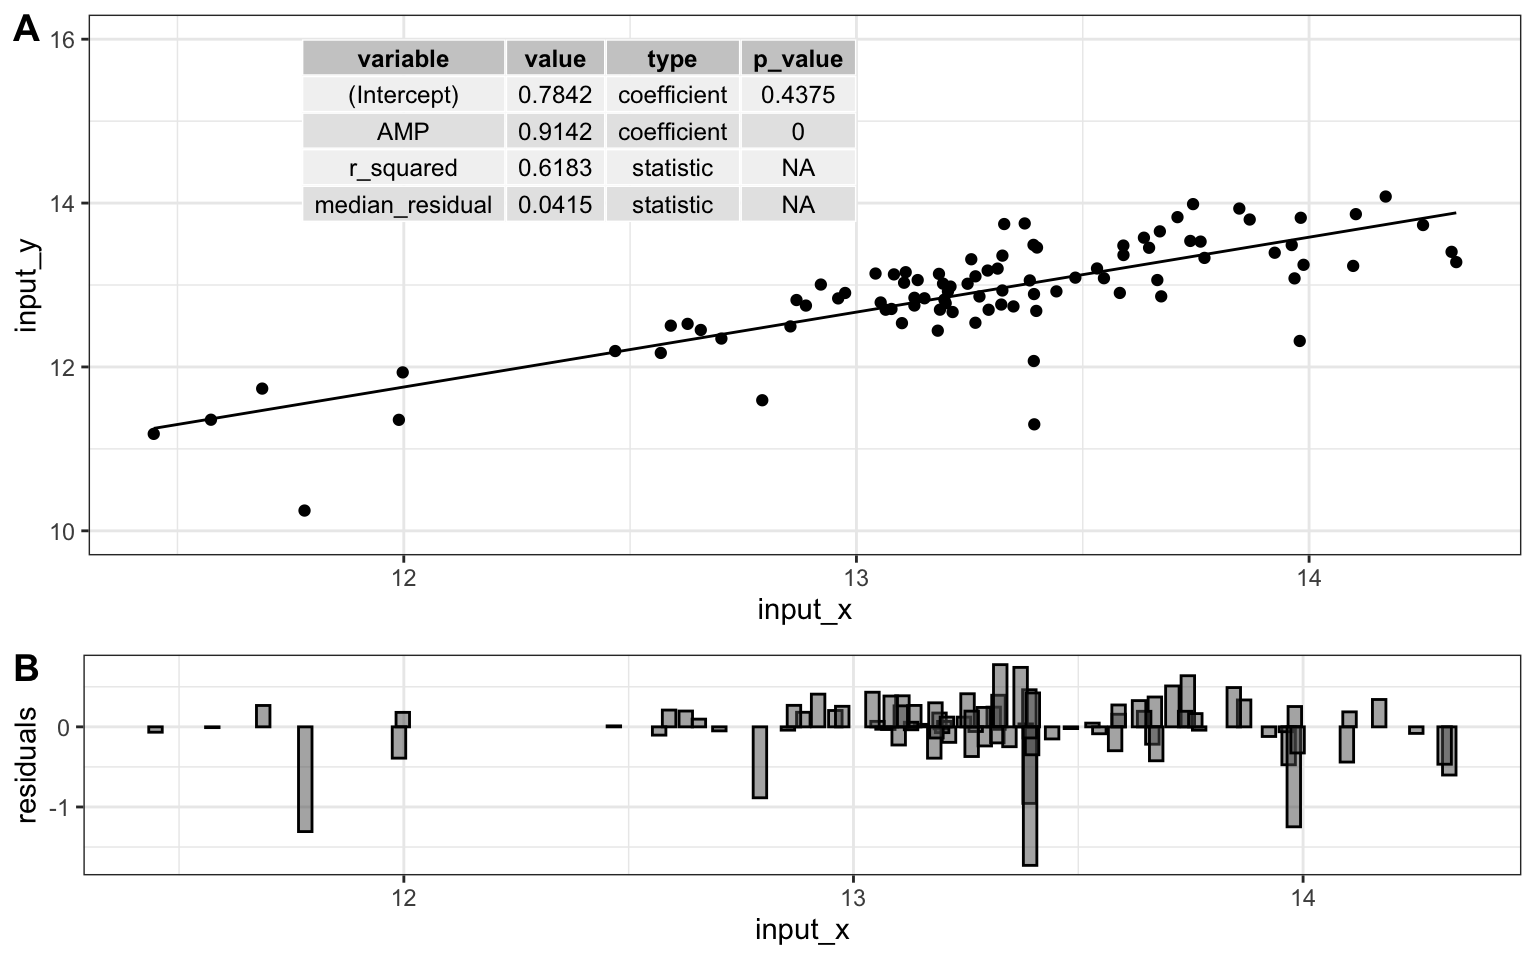 A
16
variable value type p_value
(Intercept) 0.7842 coefficient 0.4375
AMP 0.9142 coefficient 0
r_squared 0.6183 statistic NA
median_residual 0.0415 statistic NA
14
12
10
input_y
12 13 14
input_x
B
0
-1
residuals
12 13 14
input_x